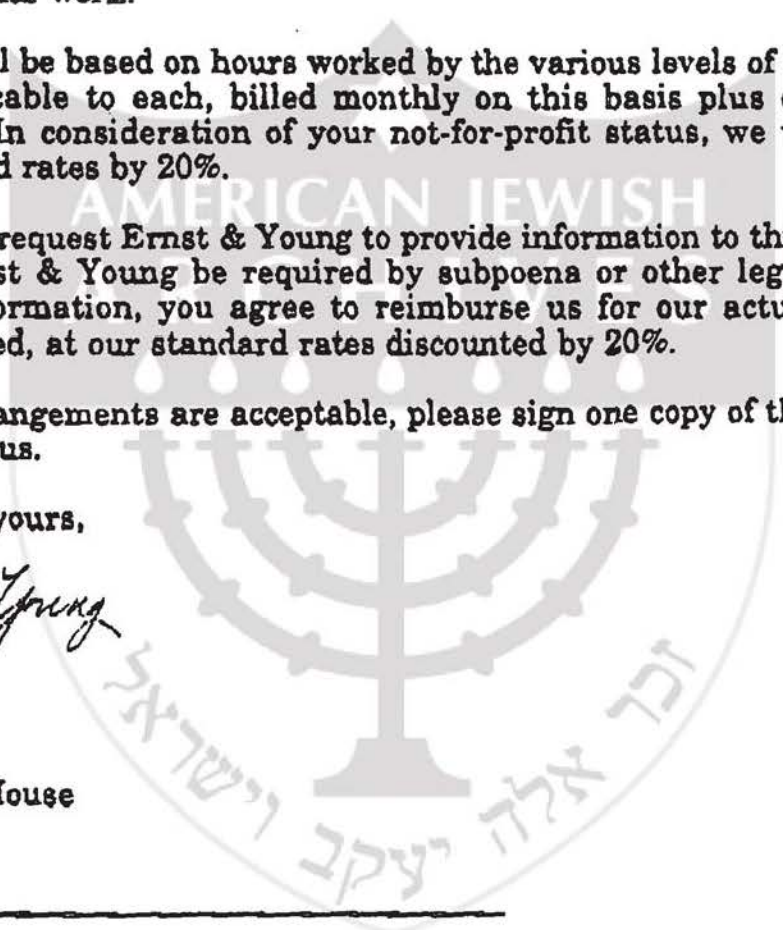 l be based on hours worked by the various levels of
cable to each, billed monthly on this basis plus
In consideration of your not-for-profit status, we
d rates by 20%.
AMERICAN JEWISH
ARCHIVES
request Ernst & Young to provide information to th
st & Young be required by subpoena or other leg
ormation, you agree to reimburse us for our actu
ed, at our standard rates discounted by 20%.
angements are acceptable, please sign one copy of th
us.
yours,
Young
זכר אלה יעקב וישראל
House